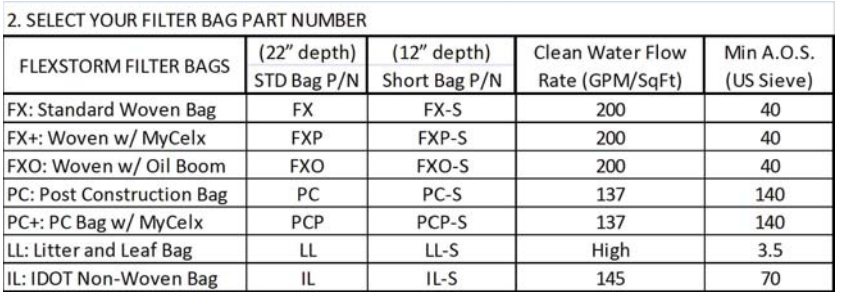 2. SELECT YOUR FILTER BAG PART NUMBER
FLEXSTORM FILTER BAGS (22” depth) STD Bag P/N (12” depth) Short Bag P/N Clean Water Flow Rate (GPM/SqFt) Min A.O.S. (US Sieve)
FX: Standard Woven Bag FX FX-S 200 40
FX+: Woven w/ MyCelx FXP FXP-S 200 40
FXO: Woven w/ Oil Boom FXO FXO-S 200 40
PC: Post Construction Bag PC PC-S 137 140
PC+: PC Bag w/ MyCelx PCP PCP-S 137 140
LL: Litter and Leaf Bag LL LL-S High 3.5
IL: IDOT Non-Woven Bag IL IL-S 145 70